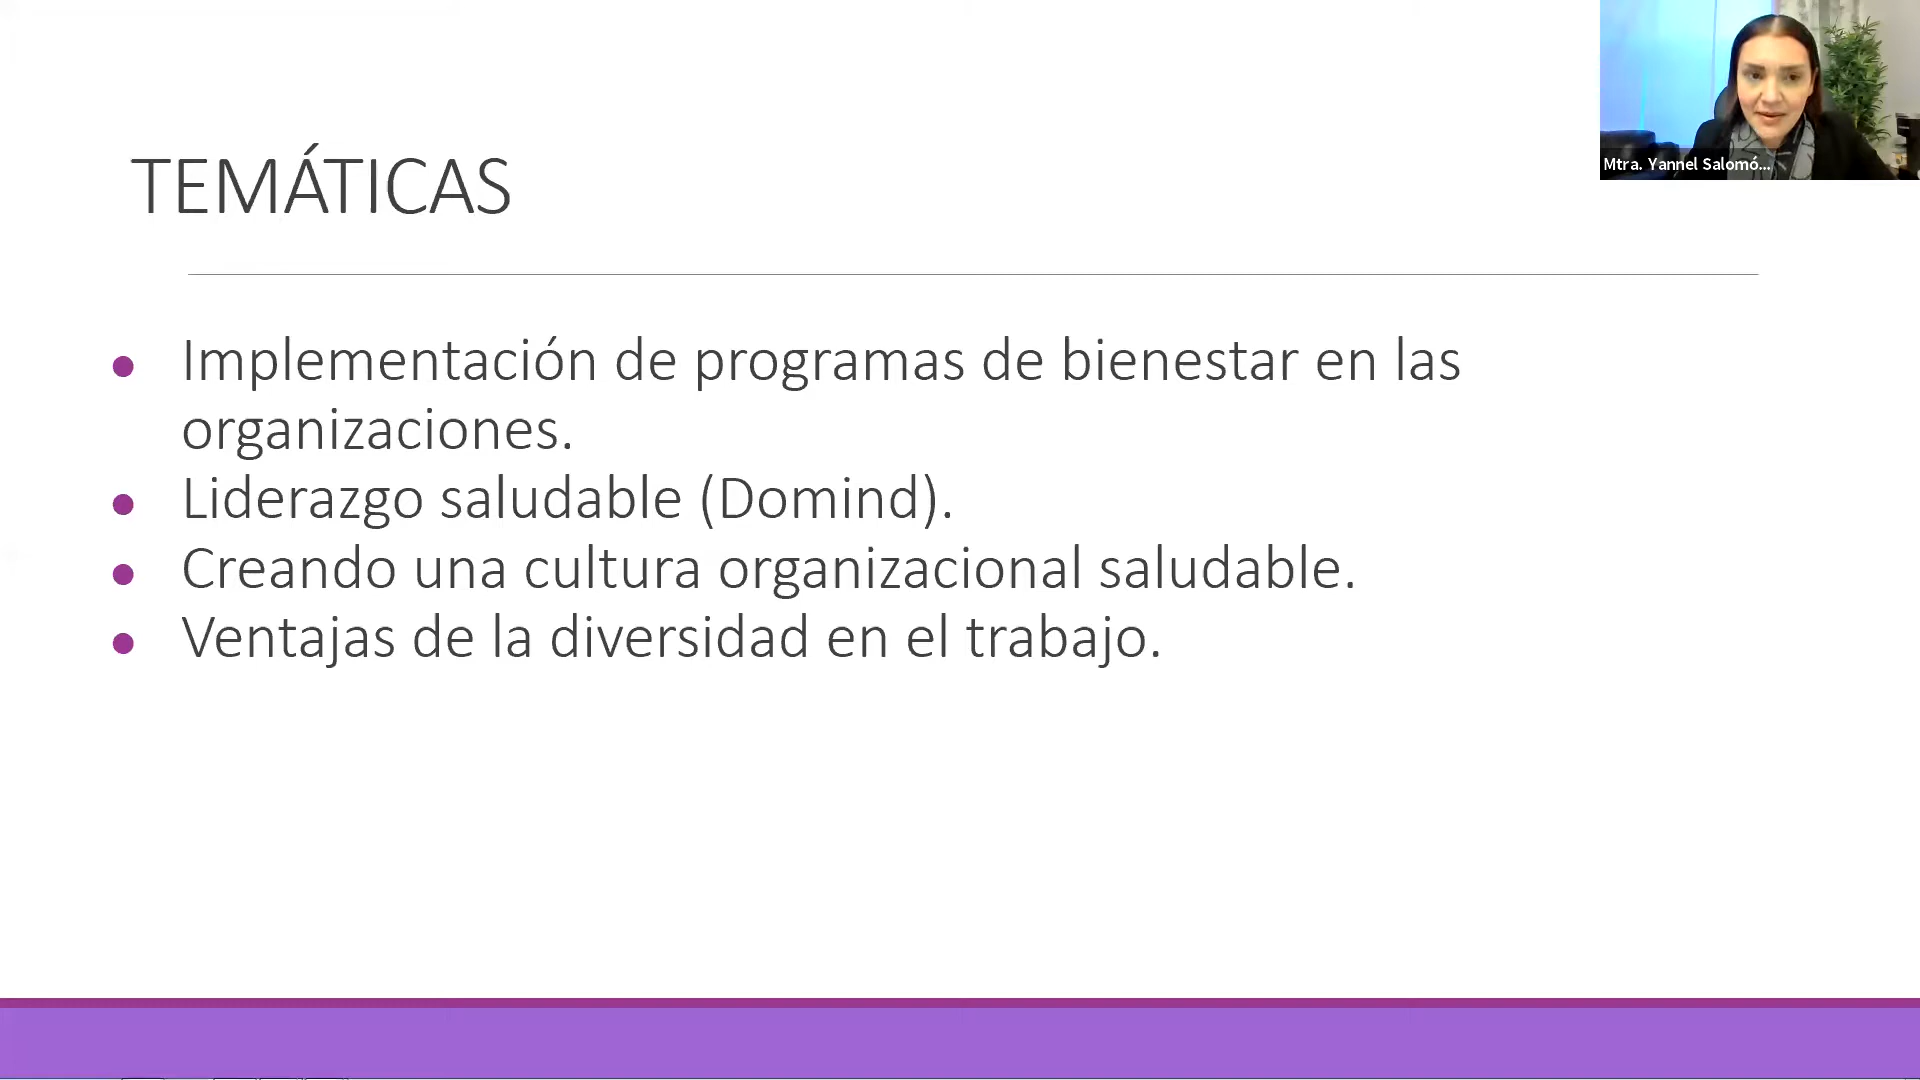 Mtra. Yannel Salomó...
TEMÁTICAS
Implementación de programas de bienestar en las
organizaciones.
Liderazgo saludable (Domind).
Creando una cultura organizacional saludable.
Ventajas de la diversidad en el trabajo.